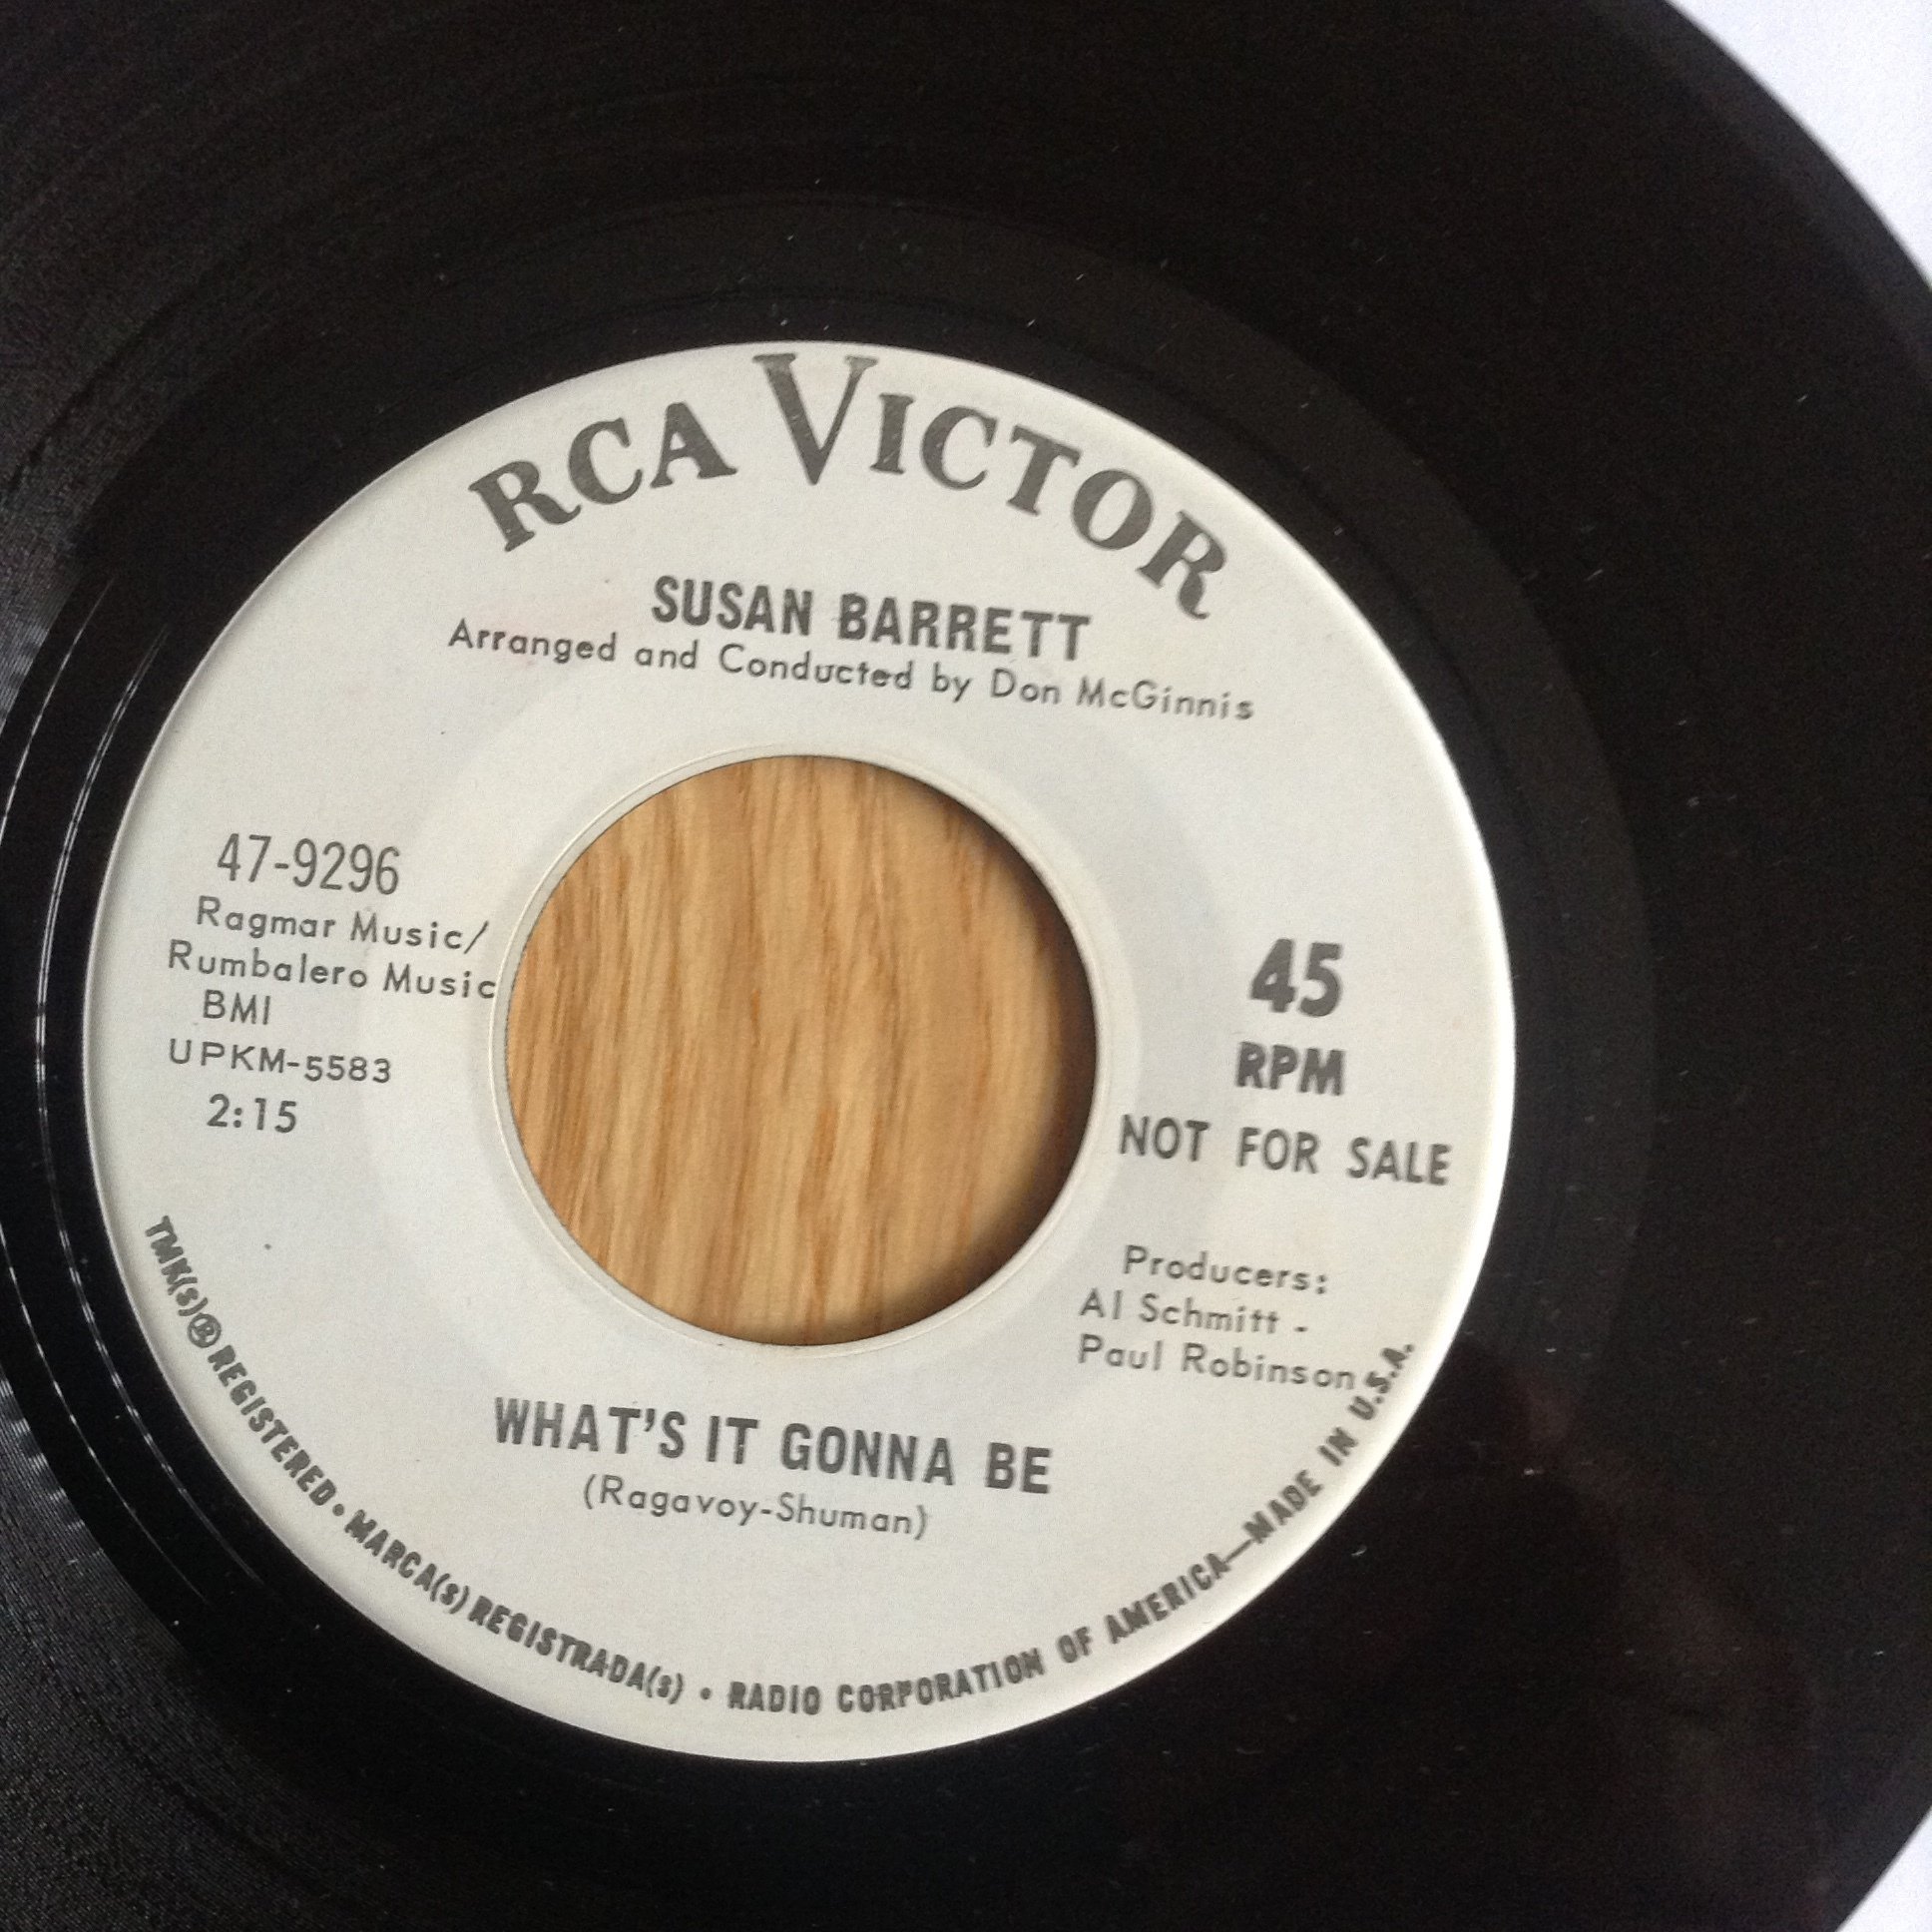 RCA VICTOR
SUSAN BARRETT
Arranged and Conducted by Don McGinnis
47-9296
Ragmar Music/
Rumbalero Music
BMI
UPKM-5583
2:15
45
RPM
NOT FOR SALE
Producers:
Al Schmitt -
Paul Robinson
WHAT'S IT GONNA BE
(Ragavoy-Shuman)
TMK(s) ® REGISTERED • MARCA(s) REGISTRADA(s) • RADIO CORPORATION OF AMERICA—MADE IN U.S.A.